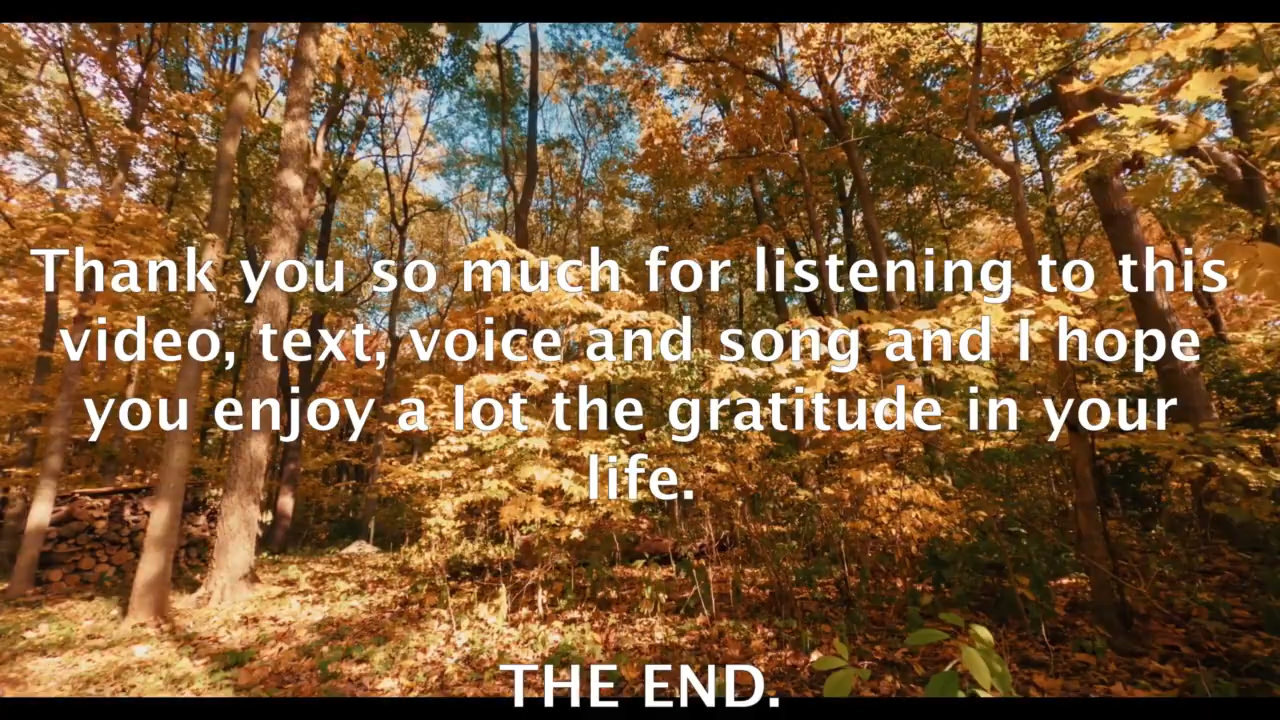 Thank you so much for listening to this
video, text, voice and song and I hope
you enjoy a lot the gratitude in your
life.
THE END.